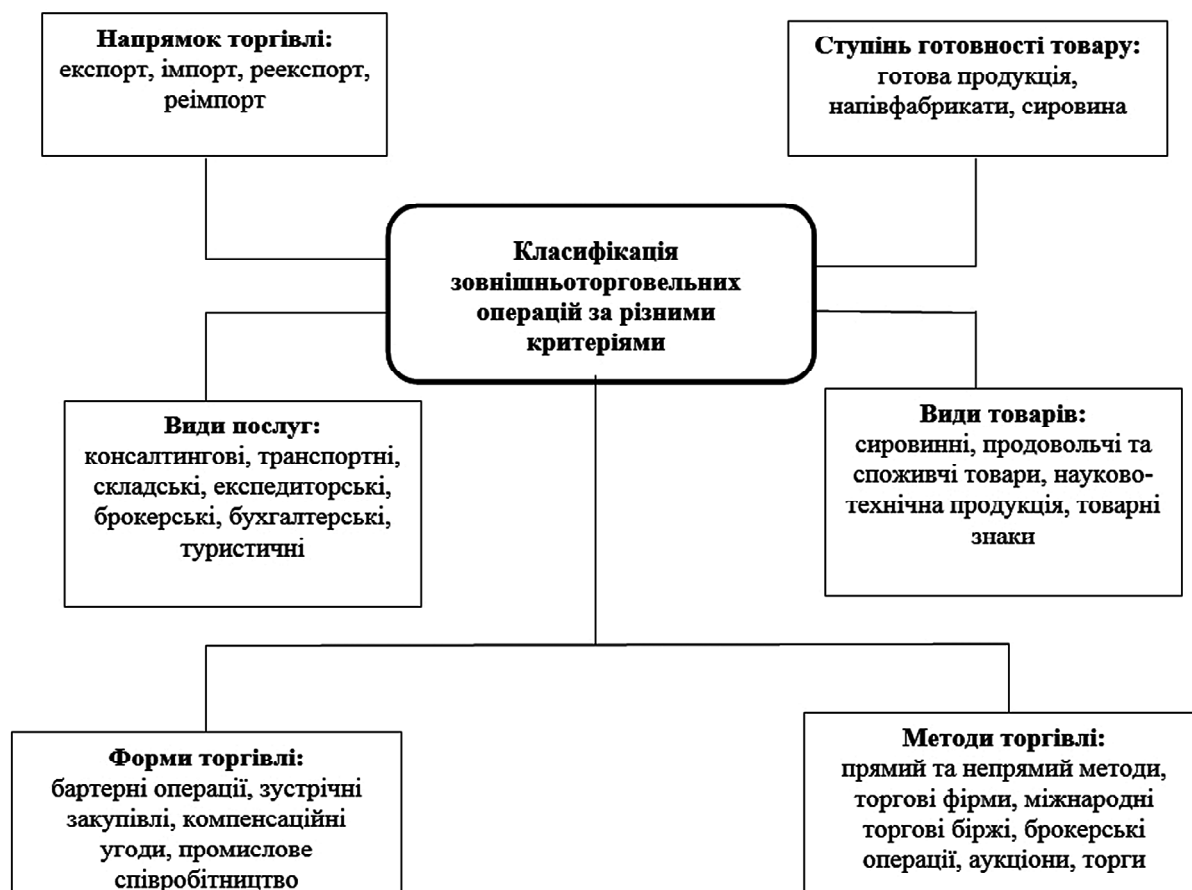 Напрямок торгівлі:
експорт, імпорт, реекспорт,
реімпорт
Ступінь готовності товару:
готова продукція,
напівфабрикати, сировина
Класифікація
зовнішньоторговельних
операцій за різними
критеріями
Види послуг:
консалтингові, транспортні,
складські, експедиторські,
брокерські, бухгалтерські,
туристичні
Види товарів:
сировинні, продовольчі та
споживчі товари, науково-
технічна продукція, товарні
знаки
Форми торгівлі:
бартерні операції, зустрічні
закупівлі, компенсаційні
угоди, промислове
співробітництво
Методи торгівлі:
прямий та непрямий методи,
торгові фірми, міжнародні
торгові біржі, брокерські
операції, аукціони, торги